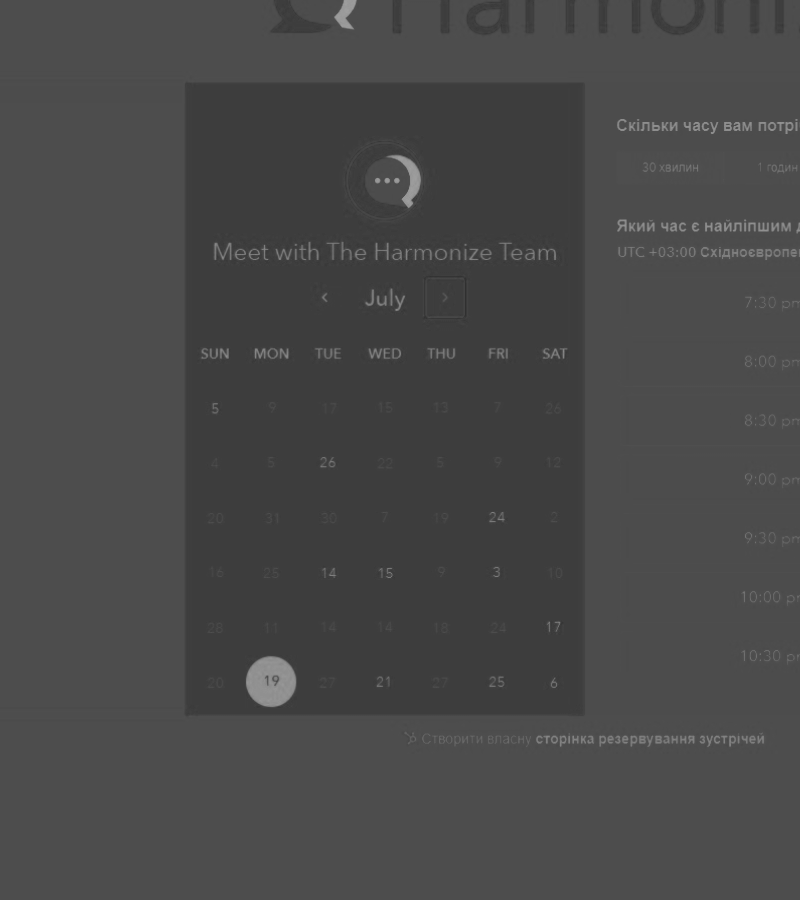 Harmoni
Meet with The Harmonize Team
‹ July ›
SUN MON TUE WED THU FRI SAT
5 9 17 15 13 7 26
4 5 26 22 5 9 12
20 31 30 7 19 24 2
16 25 14 15 9 3 10
28 11 14 14 18 24 17
20 19 27 21 27 25 6
Скільки часу вам потрі
30 хвилин 1 годин
Який час є найліпшим д
UTC +03:00 Східноєвропе
7:30 pm
8:00 pm
8:30 pm
9:00 pm
9:30 pm
10:00 pr
10:30 pr
Створити власну сторінка резервування зустрічей